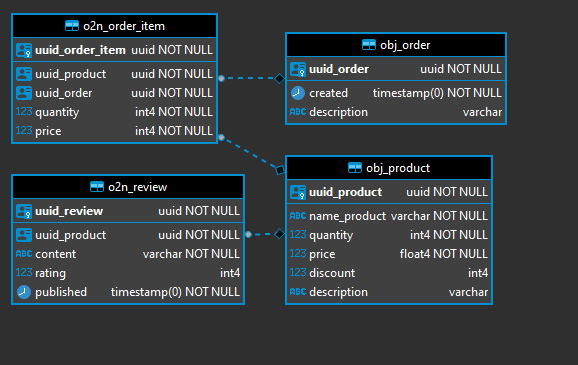 o2n_order_item
uuid_order_item uuid NOT NULL
uuid_product uuid NOT NULL
uuid_order uuid NOT NULL
123 quantity int4 NOT NULL
123 price int4 NOT NULL
obj_order
uuid_order uuid NOT NULL
created timestamp(0) NOT NULL
ABC description varchar
o2n_review
uuid_review uuid NOT NULL
uuid_product uuid NOT NULL
ABC content varchar NOT NULL
123 rating int4
published timestamp(0) NOT NULL
obj_product
uuid_product uuid NOT NULL
ABC name_product varchar NOT NULL
123 quantity int4 NOT NULL
123 price float4 NOT NULL
123 discount int4
ABC description varchar